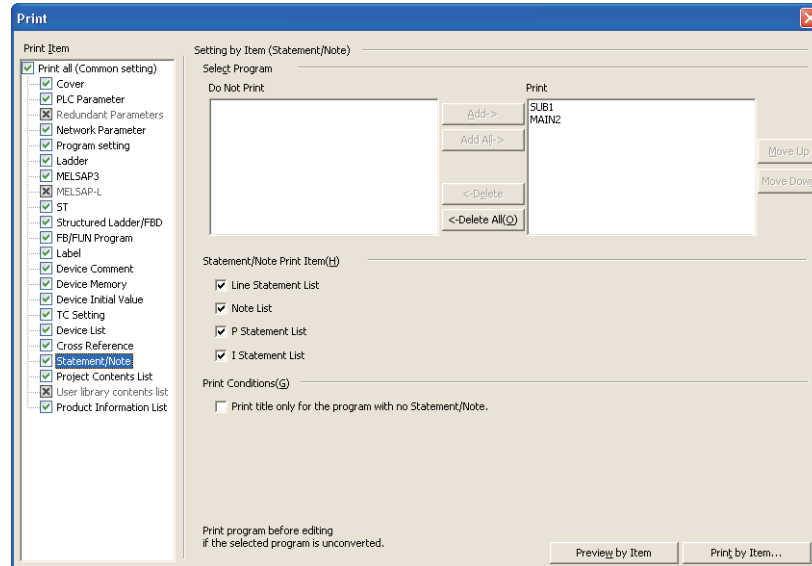 Print
Print Item
Print all (Common setting)
Cover
PLC Parameter
Redundant Parameters
Network Parameter
Program setting
Ladder
MELSAP3
MELSAP-L
ST
Structured Ladder/FBD
FB/FUN Program
Label
Device Comment
Device Memory
Device Initial Value
TC Setting
Device List
Cross Reference
Statement/Note
Project Contents List
User library contents list
Product Information List
Setting by Item (Statement/Note)
Select Program
Do Not Print
Add->
Add All->
<-Delete
<-Delete All(O)
Print
SUB1
MAIN2
Move Up
Move Down
Statement/Note Print Item(H)
Line Statement List
Note List
P Statement List
I Statement List
Print Conditions(G)
Print title only for the program with no Statement/Note.
Print program before editing
if the selected program is unconverted.
Preview by Item
Print by Item...